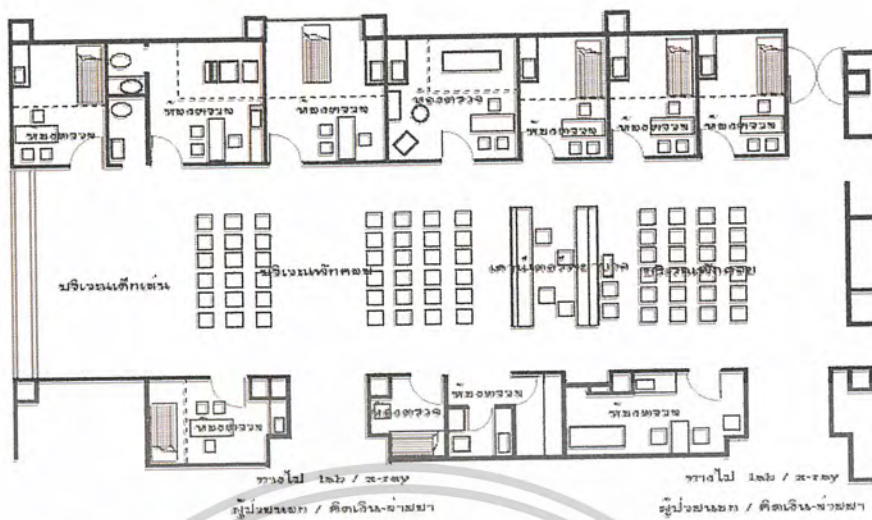 ห้องตรวจ
ห้องตรวจ
ห้องตรวจ
ห้องตรวจ
ห้องตรวจ
ห้องตรวจ
ห้องตรวจ
บริเวณเด็กเล่น
บริเวณพักคอย
เคาน์เตอร์พยาบาล
บริเวณพักคอย
ห้องตรวจ
ห้องตรวจ
ห้องตรวจ
ห้องตรวจ
ทางไป lab / x-ray
ผู้ป่วยนอก / คิดเงิน-จ่ายยา
ทางไป lab / x-ray
ผู้ป่วยนอก / คิดเงิน-จ่ายยา